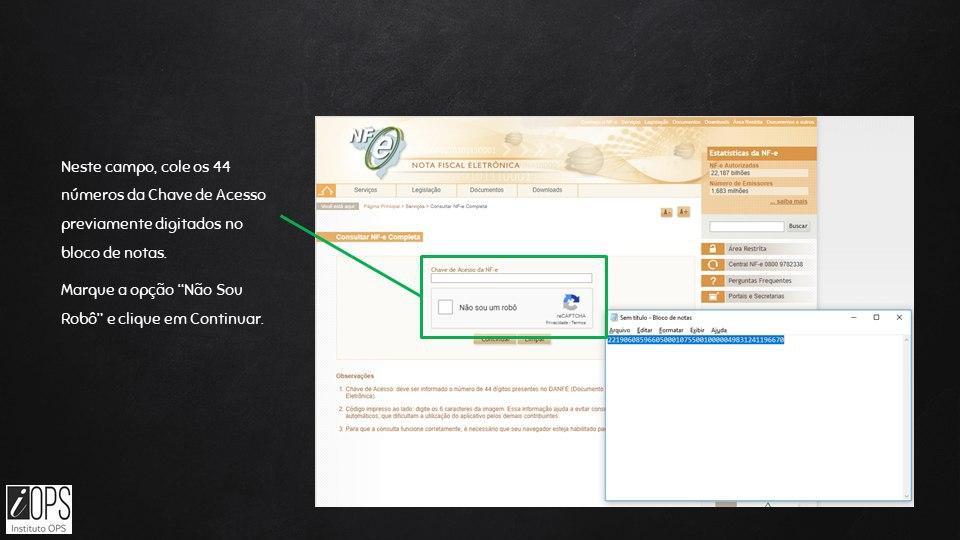 Neste campo, cole os 44
números da Chave de Acesso
previamente digitados no
bloco de notas.
Marque a opção “Não Sou
Robô” e clique em Continuar.
NFe
NOTA FISCAL ELETRÔNICA
Serviços Legislação Documentos Downloads Área Restrita Documentos e outros
Estatísticas da NF-e
NF-e Autorizadas
22,187 bilhões
Número de Emissores
1,683 milhões
... saiba mais
Serviços Legislação Documentos Downloads
Você está aqui: Página Principal > Serviços > Consultar NF-e Completa
A- A+
Buscar
Consultar NF-e Completa
Área Restrita
Central NF-e 0800 9782338
Perguntas Frequentes
Portais e Secretarias
Chave de Acesso da NF-e
Não sou um robô
reCAPTCHA
Privacidade - Termos
Continuar Limpar
Sem título - Bloco de notas
Arquivo Editar Formatar Exibir Ajuda
Observações
1. Chave de Acesso: deve ser informado o número de 44 dígitos presentes no DANFE (Documento
Eletrônica).
2. Código impresso ao lado: digite os 6 caracteres da imagem. Essa informação ajuda a evitar cons
automáticos, que dificultam a utilização do aplicativo pelos demais contribuintes.
3. Para que a consulta funcione corretamente, é necessário que seu navegador esteja habilitado pa
iOPS
Instituto OPS